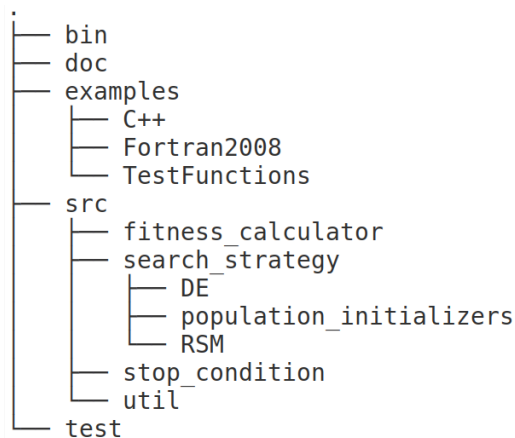 .
├── bin
├── doc
├── examples
│   ├── C++
│   ├── Fortran2008
│   └── TestFunctions
├── src
│   ├── fitness_calculator
│   ├── search_strategy
│   │   ├── DE
│   │   ├── population_initializers
│   │   └── RSM
│   ├── stop_condition
│   └── util
└── test